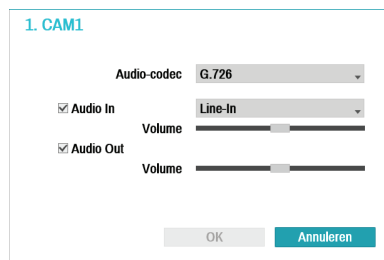 1. CAM1
Audio-codec G.726
Audio In Line-In
Volume
Audio Out
Volume
OK Annuleren